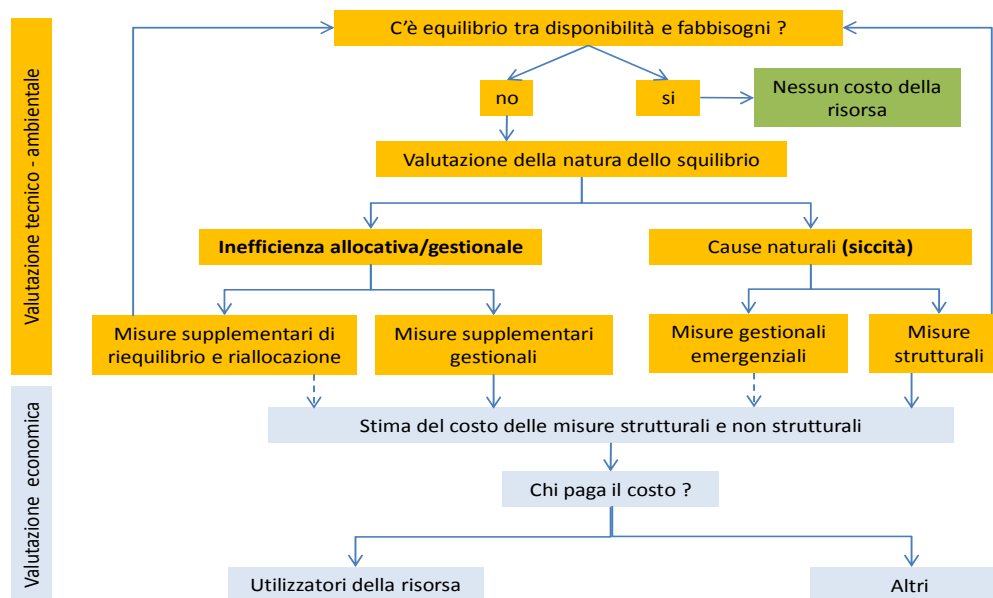 Valutazione tecnico - ambientale
C'è equilibrio tra disponibilità e fabbisogni ?
no
si
Nessun costo della
risorsa
Valutazione della natura dello squilibrio
Inefficienza allocativa/gestionale
Cause naturali (siccità)
Misure supplementari di
riequilibrio e riallocazione
Misure supplementari
gestionali
Misure gestionali
emergenziali
Misure
strutturali
Valutazione economica
Stima del costo delle misure strutturali e non strutturali
Chi paga il costo ?
Utilizzatori della risorsa
Altri